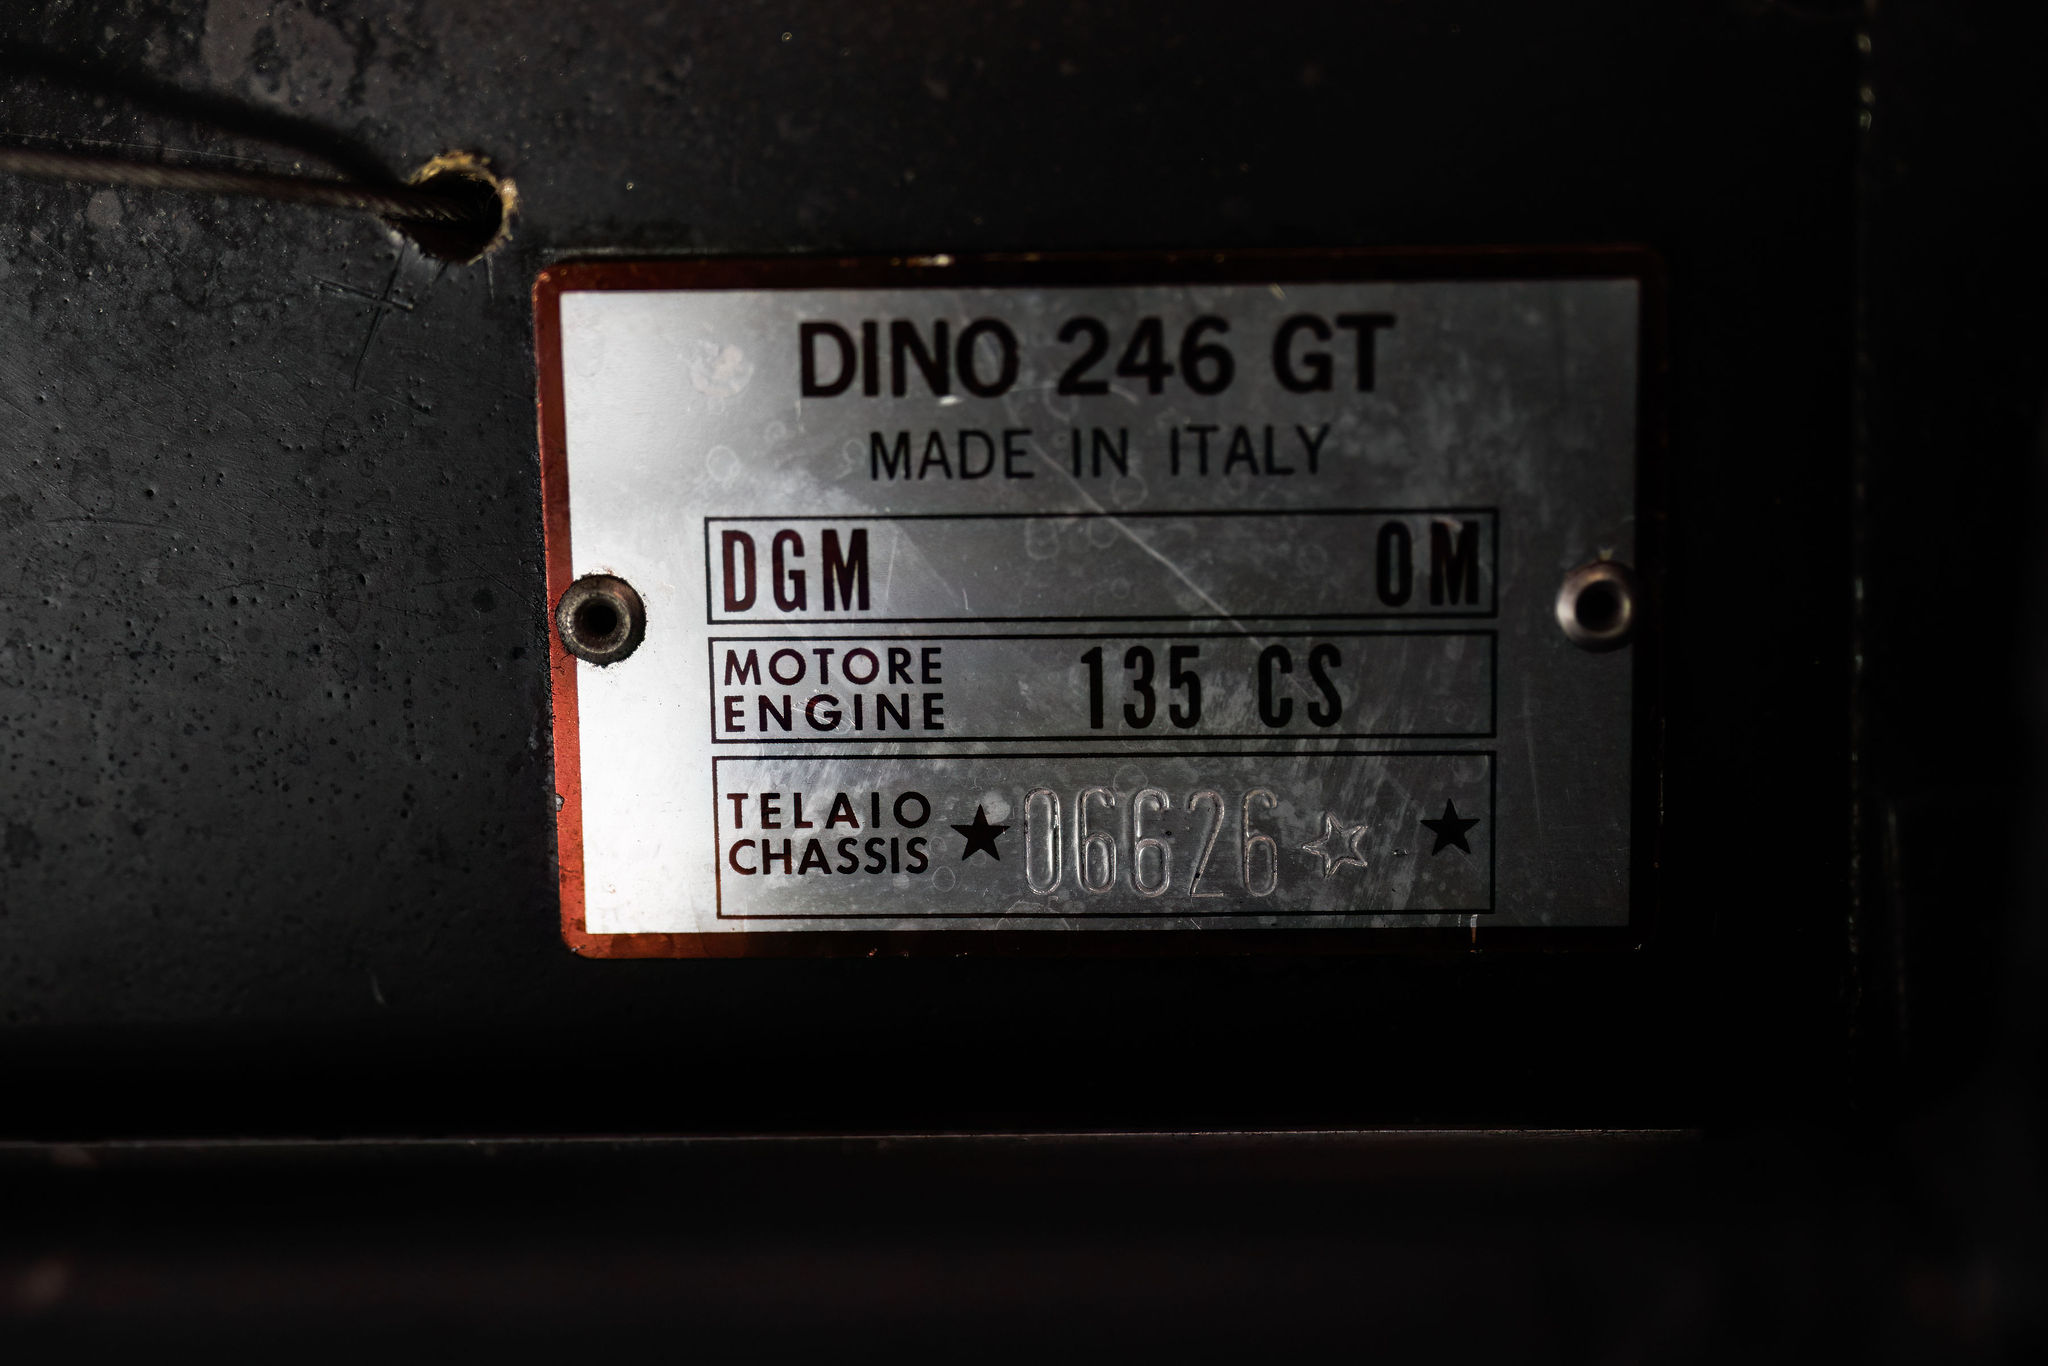 DINO 246 GT
MADE IN ITALY
DGM OM
MOTORE
ENGINE
135 CS
TELAIO
CHASSIS
★06626☆ ★